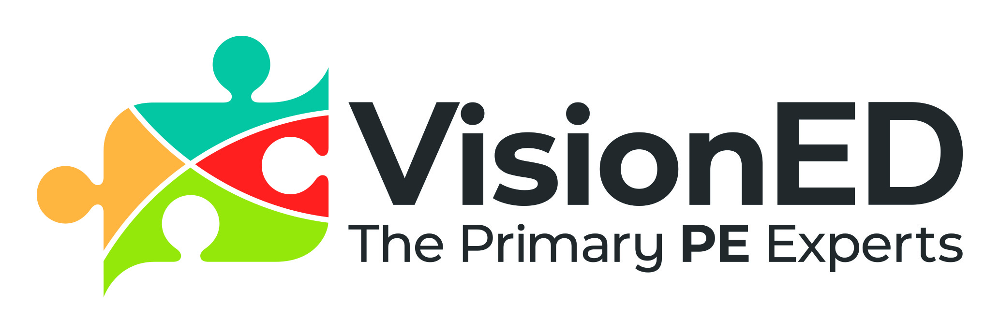 VisionED
The Primary PE Experts